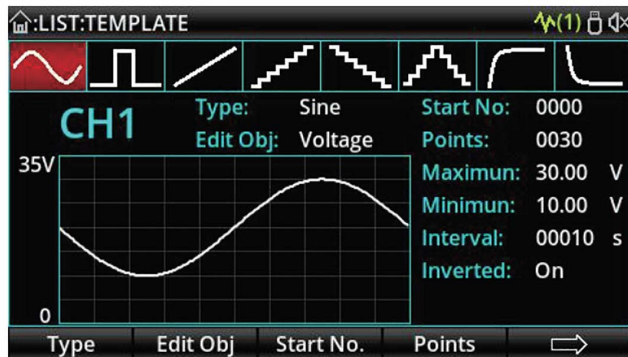 :LIST:TEMPLATE (1)
CH1
Type: Sine
Edit Obj: Voltage
35V
0
Start No: 0000
Points: 0030
Maximun: 30.00 V
Minimun: 10.00 V
Interval: 00010 s
Inverted: On
Type Edit Obj Start No. Points